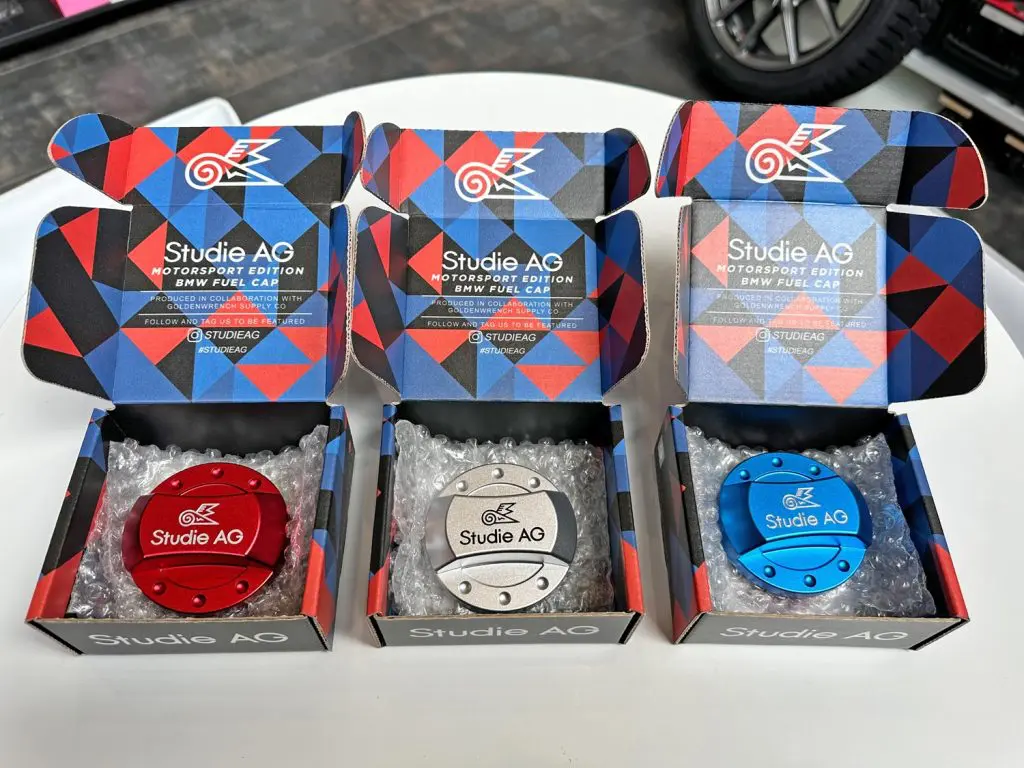 Studie AG
MOTORSPORT EDITION
BMW FUEL CAP
PRODUCED IN COLLABORATION WITH
GOLDENWRENCH SUPPLY CO
FOLLOW AND TAG US TO BE FEATURED
STUDIEAG
#STUDIEAG
Studie AG
MOTORSPORT EDITION
BMW FUEL CAP
PRODUCED IN COLLABORATION WITH
GOLDENWRENCH SUPPLY CO
FOLLOW AND TAG US TO BE FEATURED
STUDIEAG
#STUDIEAG
Studie AG
MOTORSPORT EDITION
BMW FUEL CAP
PRODUCED IN COLLABORATION WITH
GOLDENWRENCH SUPPLY CO
FOLLOW AND TAG US TO BE FEATURED
STUDIEAG
#STUDIEAG
Studie AG
Studie AG
Studie AG
Studie AG
Studie AG
Studie AG